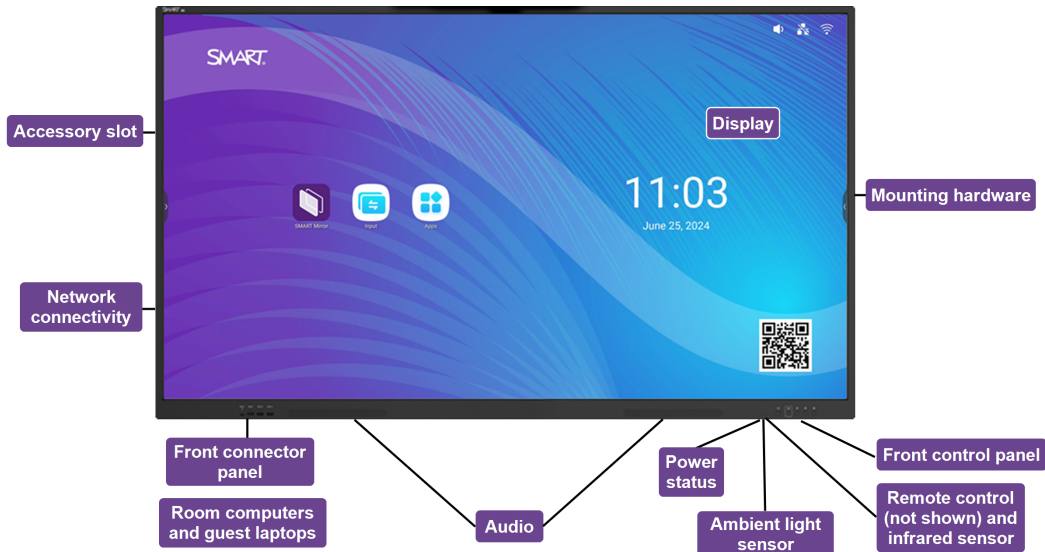 SMART
SMART
Display
Accessory slot
11:03
Mounting hardware
June 25, 2024
SMART Mirror
Input
Apps
Network
connectivity
Front connector
panel
Power
status
Front control panel
Room computers
and guest laptops
Audio
Ambient light
sensor
Remote control
(not shown) and
infrared sensor